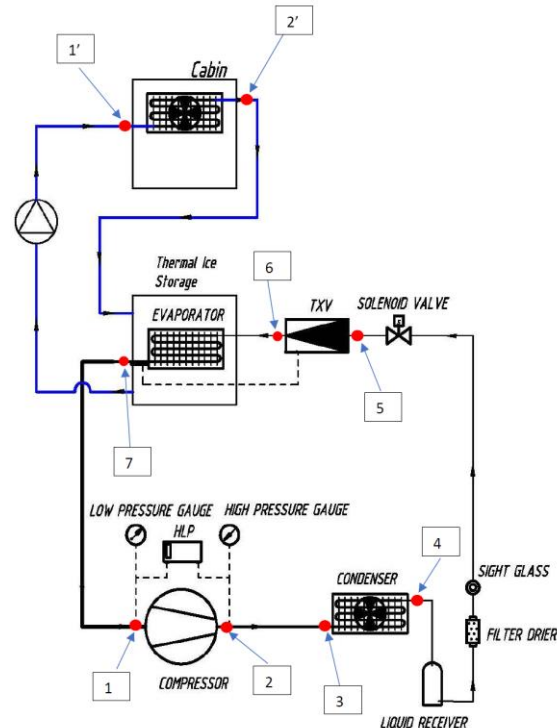 2’
1’
Cabin
6
Thermal Ice
Storage
TXV
SOLENOID VALVE
EVAPORATOR
5
7
LOW PRESSURE GAUGE
HIGH PRESSURE GAUGE
HLP
4
CONDENSER
SIGHT GLASS
FILTER DRIER
1
COMPRESSOR
2
3
LIQUID RECEIVER